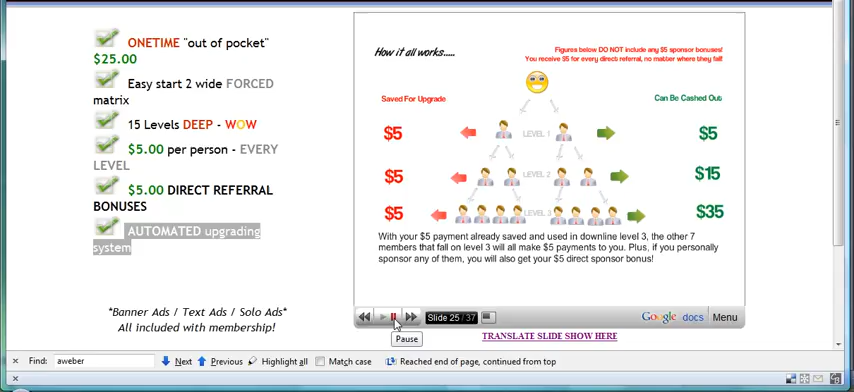 ONETIME "out of pocket"
$25.00
Easy start 2 wide FORCED
matrix
15 Levels DEEP - WOW
$5.00 per person - EVERY
LEVEL
$5.00 DIRECT REFERRAL
BONUSES
AUTOMATED upgrading
system
*Banner Ads / Text Ads / Solo Ads*
All included with membership!
How it all works.....
Figures below DO NOT include any $5 sponsor bonuses!
You receive $5 for every direct referral, no matter where they fall!
Saved For Upgrade
Can Be Cashed Out:
$5 LEVEL 1 $5
$5 LEVEL 2 $15
$5 LEVEL 3 $35
With your $5 payment already saved and used in downline level 3, the other 7
members that fall on level 3 will all make $5 payments to you. Plus, if you personally
sponsor any of them, you will also get your $5 direct sponsor bonus!
Slide 25 / 37
Google docs
Menu
Pause
TRANSLATE SLIDE SHOW HERE
Find: aweber Next Previous Highlight all Match case Reached end of page, continued from top